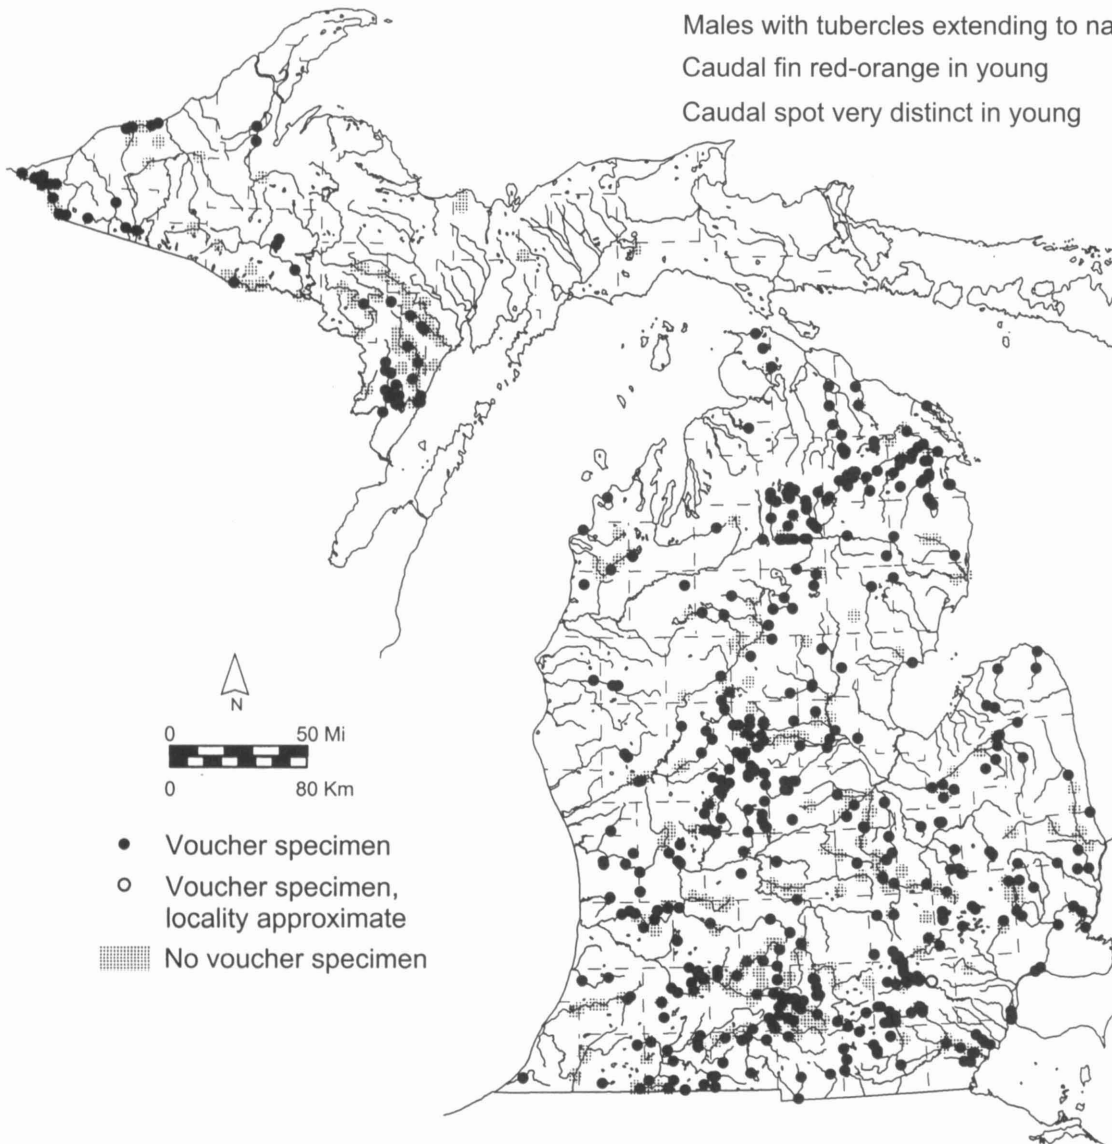 Males with tubercles extending to na
Caudal fin red-orange in young
Caudal spot very distinct in young
N
0 50 Mi
0 80 Km
Voucher specimen
Voucher specimen,
locality approximate
No voucher specimen